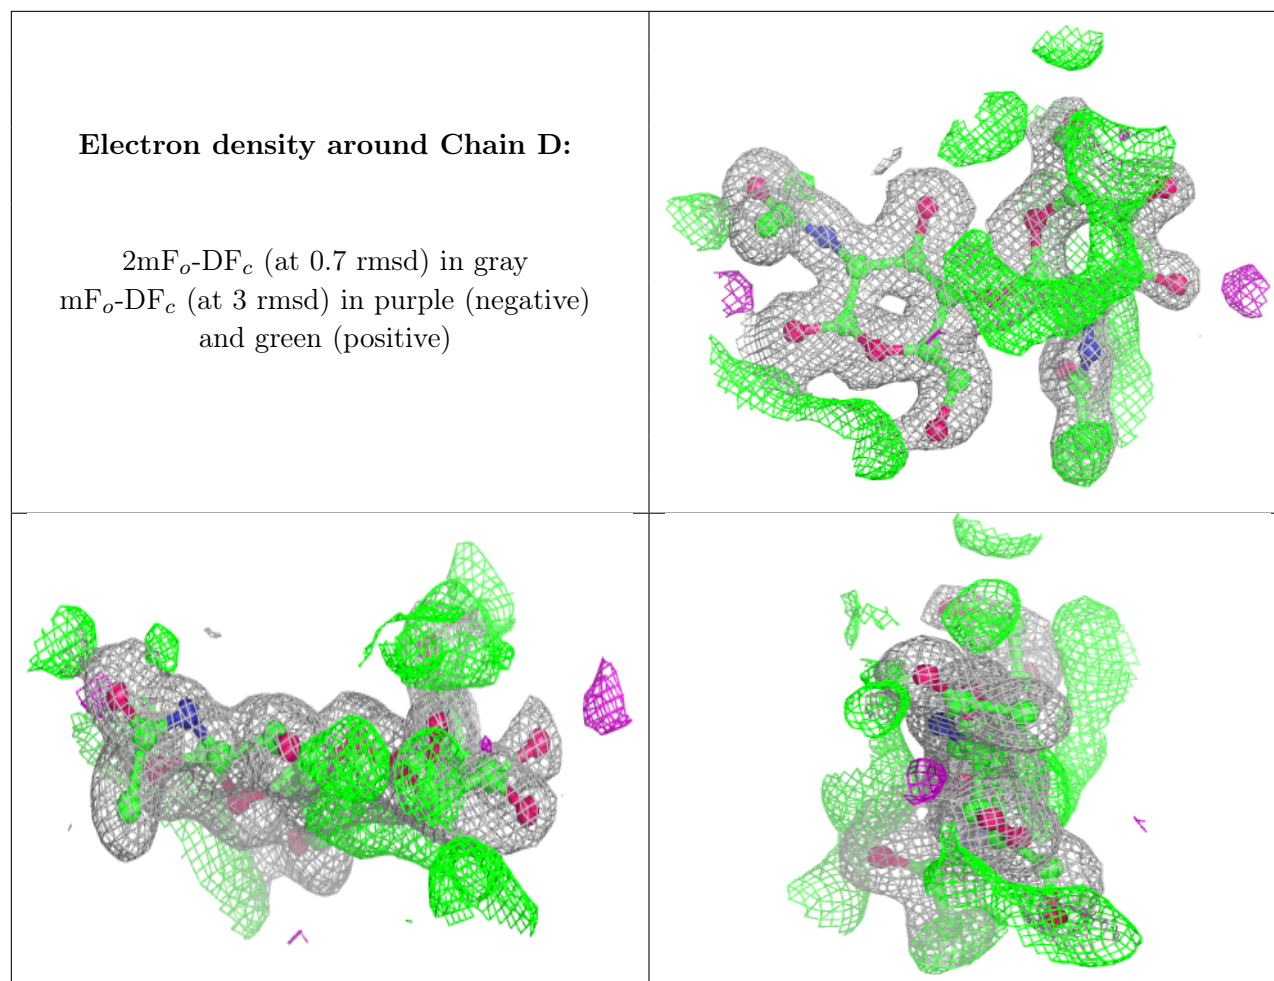 Electron density around Chain D:
2mFo-DFc (at 0.7 rmsd) in gray
mFo-DFc (at 3 rmsd) in purple (negative)
and green (positive)